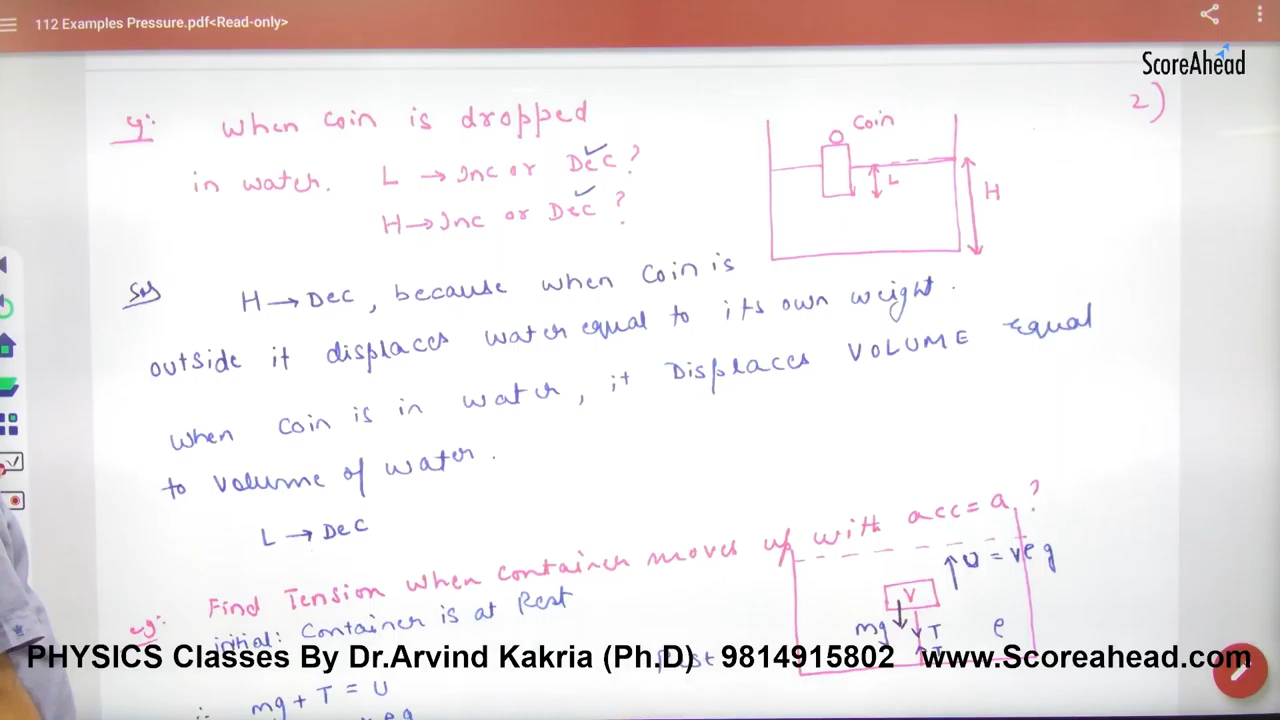 112 Examples Pressure.pdf<Read-only>
ScoreAhead
2)
eg: When Coin is dropped
in water. L → Inc or Dec ?
H → Inc or Dec ?
Coin
L
H
Sol H → Dec, because when Coin is
outside it displaces water equal to its own weight.
When Coin is in water, it Displaces VOLUME equal
to volume of water.
L → Dec
eg: Find Tension when container moves up with acc = a, ?
initial: Container is at Rest
U = Vρg
V
mg
T
ρ
T
∴ mg + T = U
PHYSICS Classes By Dr.Arvind Kakria (Ph.D) 9814915802 www.Scoreahead.com